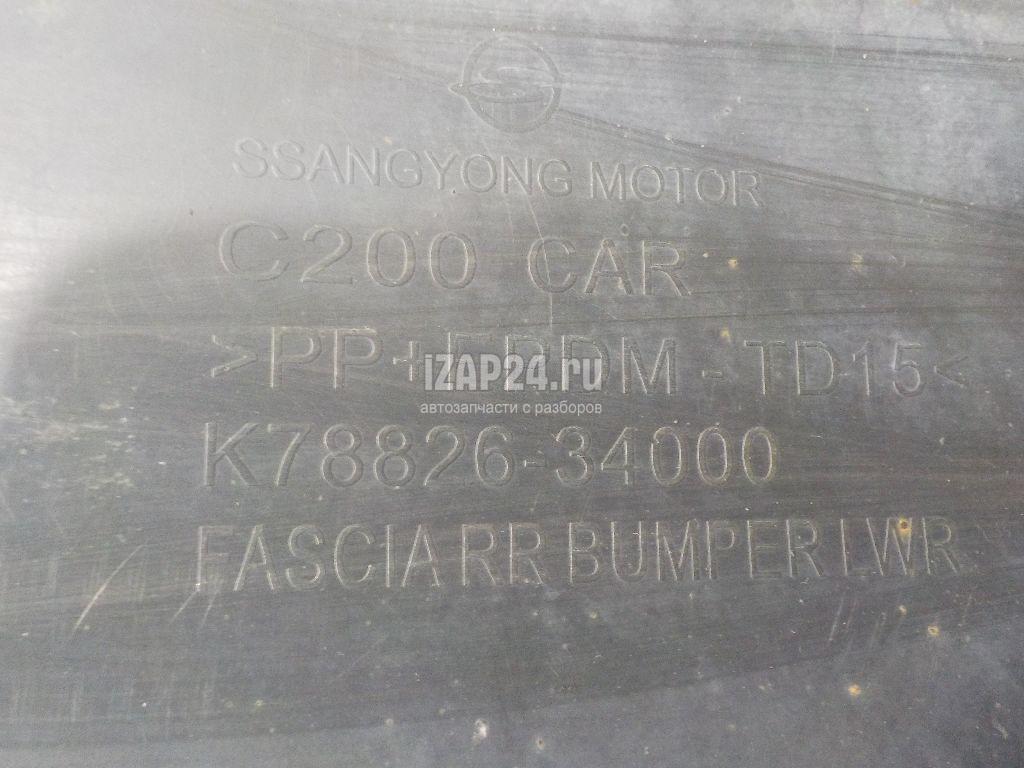 SSANGYONG MOTOR
C200 CAR
>PP+EPDM-TD15<
iZAP24.ru
автозапчасти с разборов
K78826-34000
FASCIA RR BUMPER LWR